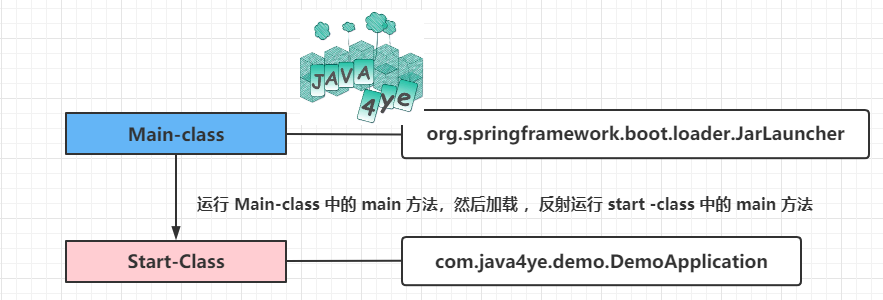 JAVA
4ye
Main-class
org.springframework.boot.loader.JarLauncher
运行 Main-class 中的 main 方法，然后加载 ，反射运行 start -class 中的 main 方法
Start-Class
com.java4ye.demo.DemoApplication